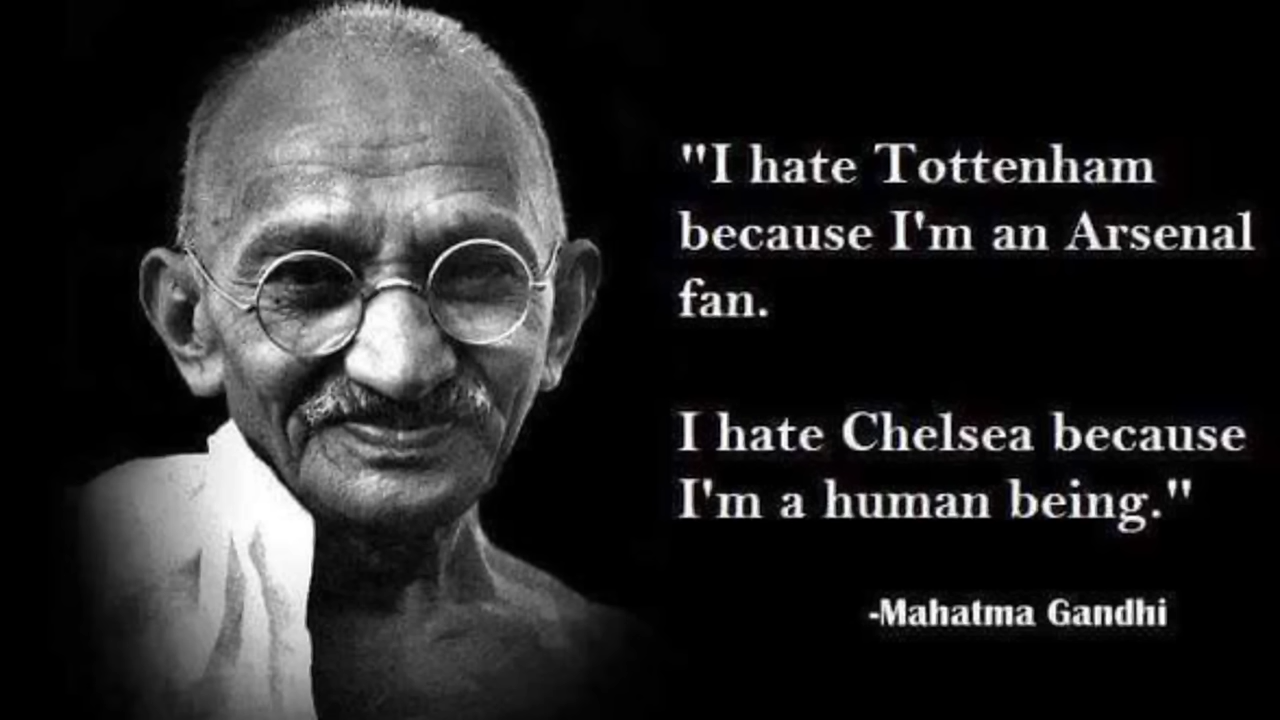 "I hate Tottenham
because I'm an Arsenal
fan.
I hate Chelsea because
I'm a human being."
-Mahatma Gandhi